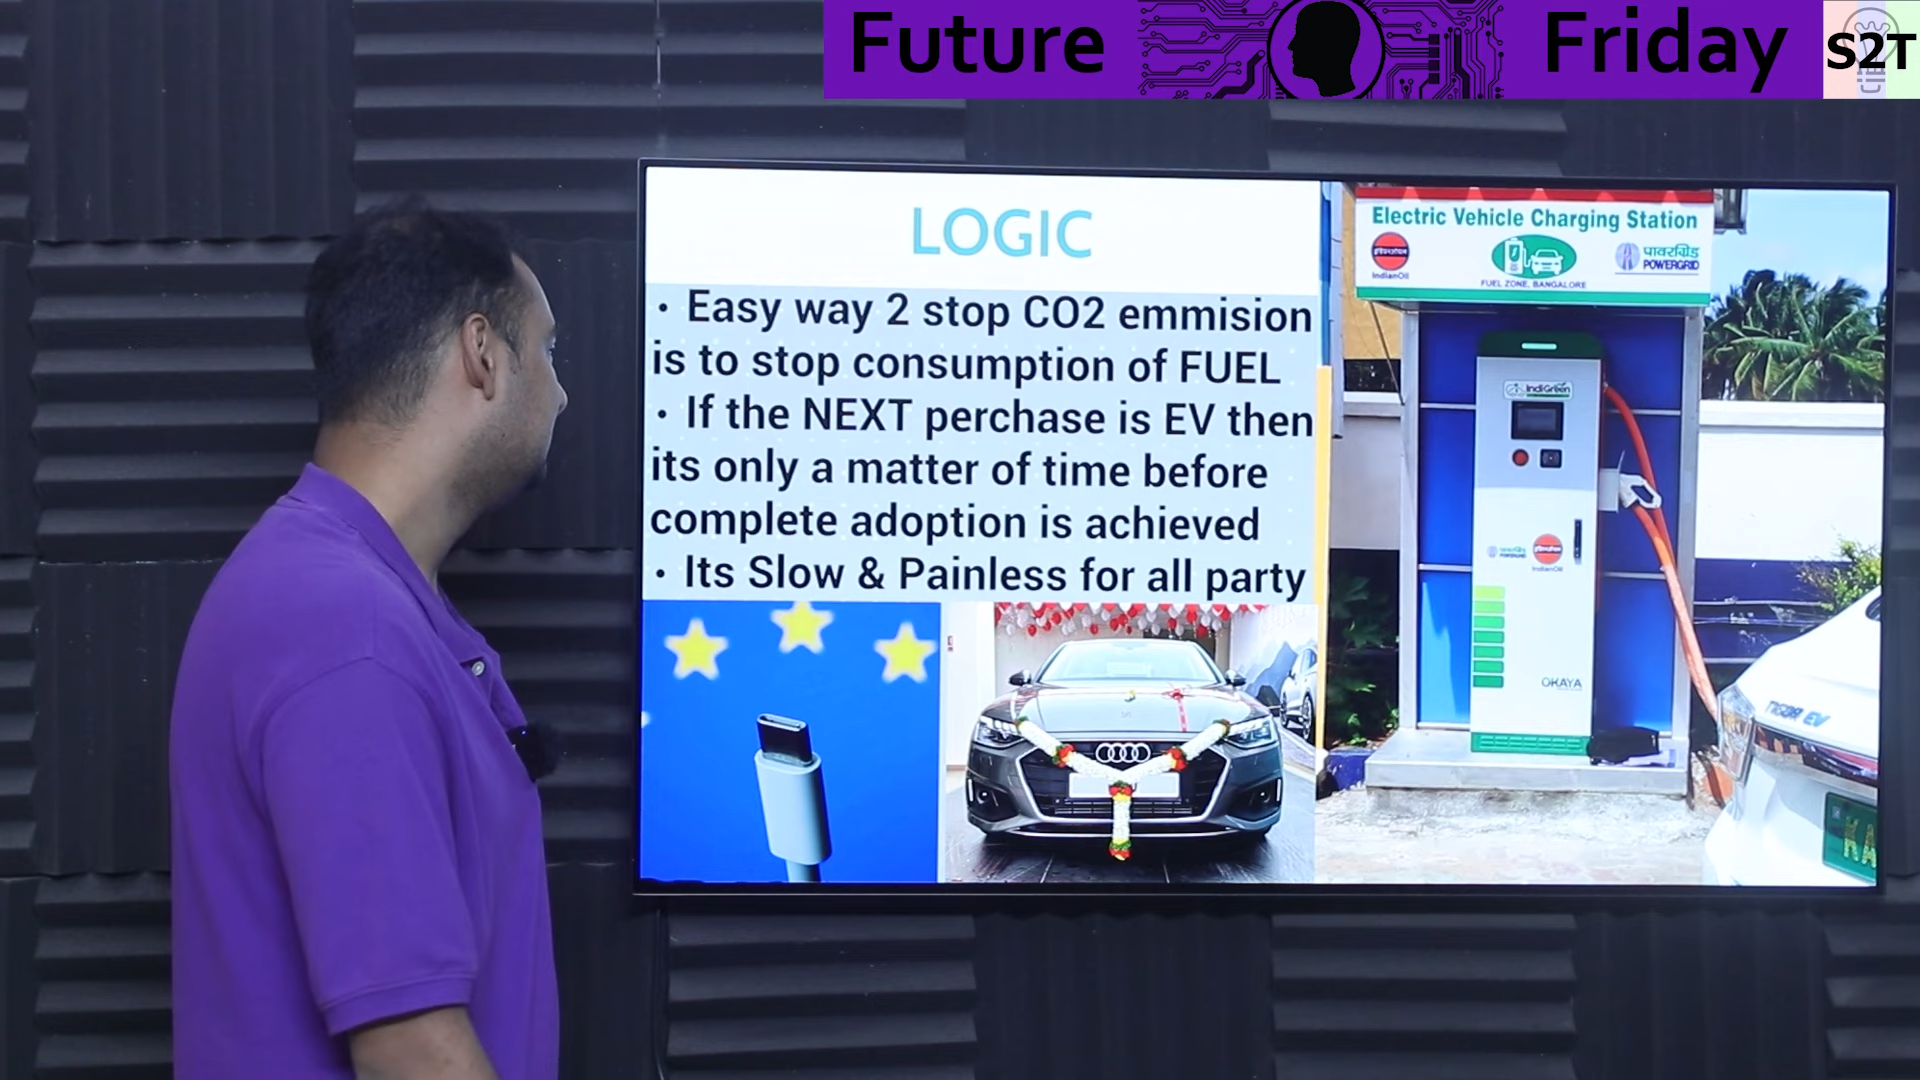 Future Friday
S2T
LOGIC
• Easy way 2 stop CO2 emmision
is to stop consumption of FUEL
• If the NEXT perchase is EV then
its only a matter of time before
complete adoption is achieved
• Its Slow & Painless for all party
Electric Vehicle Charging Station
IndianOil
पावरग्रिड
POWERGRID
FUEL ZONE, BANGALORE
IndiGreen
IndianOil
OKAYA
TIGOR EV
KA